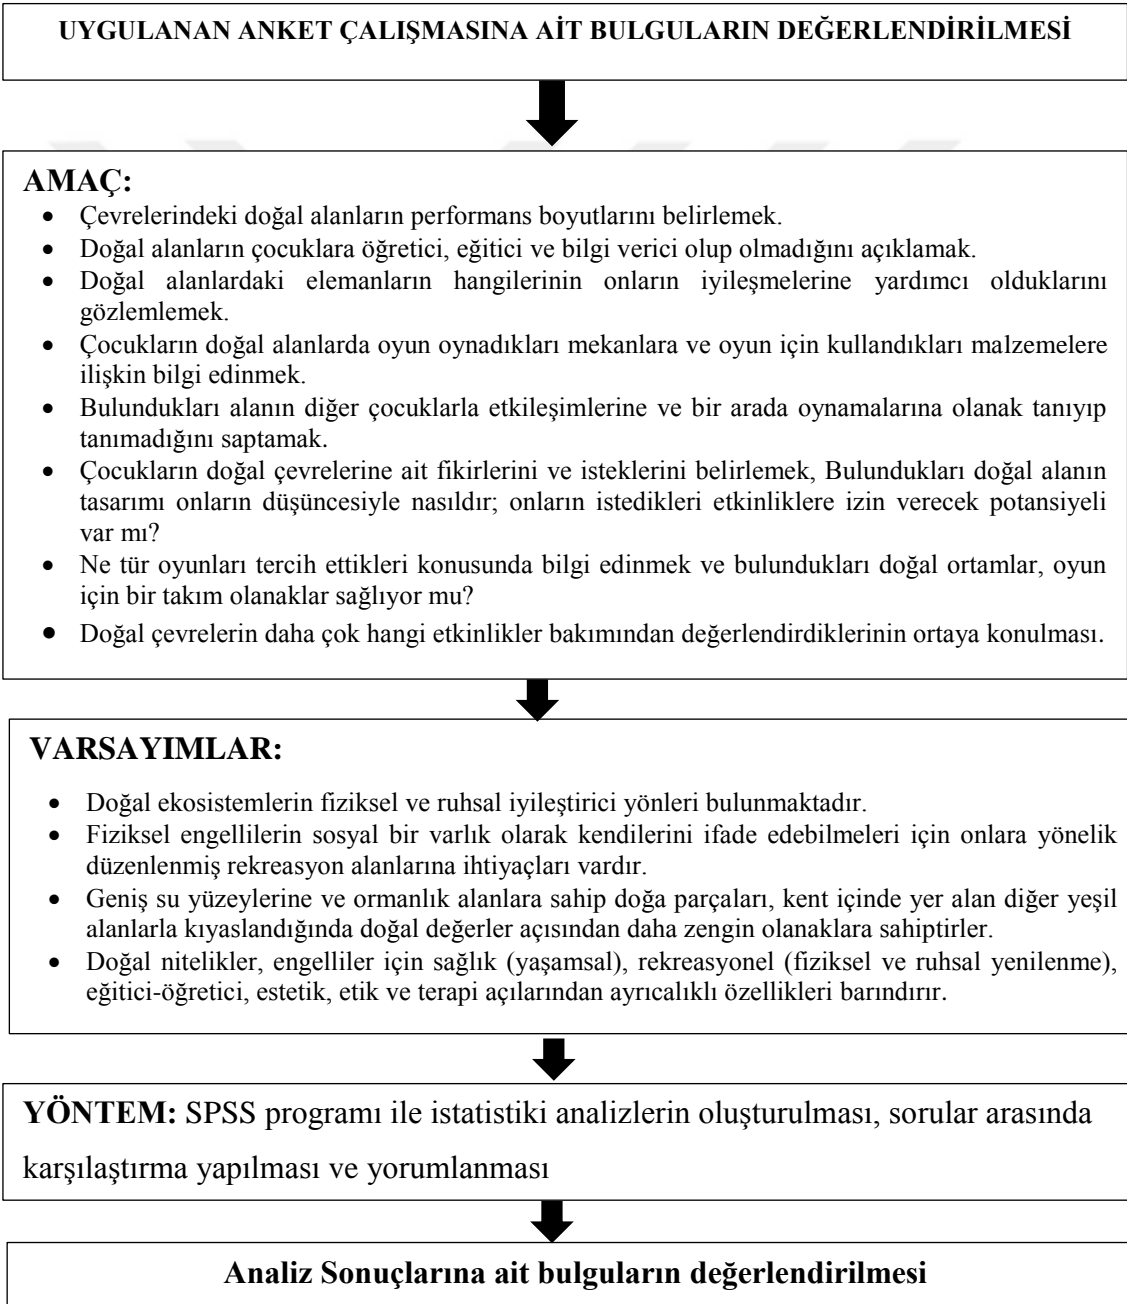 UYGULANAN ANKET ÇALIŞMASINA AİT BULGULARIN DEĞERLENDİRİLMESİ
AMAÇ:
• Çevrelerindeki doğal alanların performans boyutlarını belirlemek.
• Doğal alanların çocuklara öğretici, eğitici ve bilgi verici olup olmadığını açıklamak.
• Doğal alanlardaki elemanların hangilerinin onların iyileşmelerine yardımcı olduklarını
gözlemlemek.
• Çocukların doğal alanlarda oyun oynadıkları mekanlara ve oyun için kullandıkları malzemelere
ilişkin bilgi edinmek.
• Bulundukları alanın diğer çocuklarla etkileşimlerine ve bir arada oynamalarına olanak tanıyıp
tanımadığını saptamak.
• Çocukların doğal çevrelerine ait fikirlerini ve isteklerini belirlemek, Bulundukları doğal alanın
tasarımı onların düşüncesiyle nasıldır; onların istedikleri etkinliklere izin verecek potansiyeli
var mı?
• Ne tür oyunları tercih ettikleri konusunda bilgi edinmek ve bulundukları doğal ortamlar, oyun
için bir takım olanaklar sağlıyor mu?
• Doğal çevrelerin daha çok hangi etkinlikler bakımından değerlendirdiklerinin ortaya konulması.
VARSAYIMLAR:
• Doğal ekosistemlerin fiziksel ve ruhsal iyileştirici yönleri bulunmaktadır.
• Fiziksel engellilerin sosyal bir varlık olarak kendilerini ifade edebilmeleri için onlara yönelik
düzenlenmiş rekreasyon alanlarına ihtiyaçları vardır.
• Geniş su yüzeylerine ve ormanlık alanlara sahip doğa parçaları, kent içinde yer alan diğer yeşil
alanlarla kıyaslandığında doğal değerler açısından daha zengin olanaklara sahiptirler.
• Doğal nitelikler, engelliler için sağlık (yaşamsal), rekreasyonel (fiziksel ve ruhsal yenilenme),
eğitici-öğretici, estetik, etik ve terapi açılarından ayrıcalıklı özellikleri barındırır.
YÖNTEM: SPSS programı ile istatistiki analizlerin oluşturulması, sorular arasında
karşılaştırma yapılması ve yorumlanması
Analiz Sonuçlarına ait bulguların değerlendirilmesi